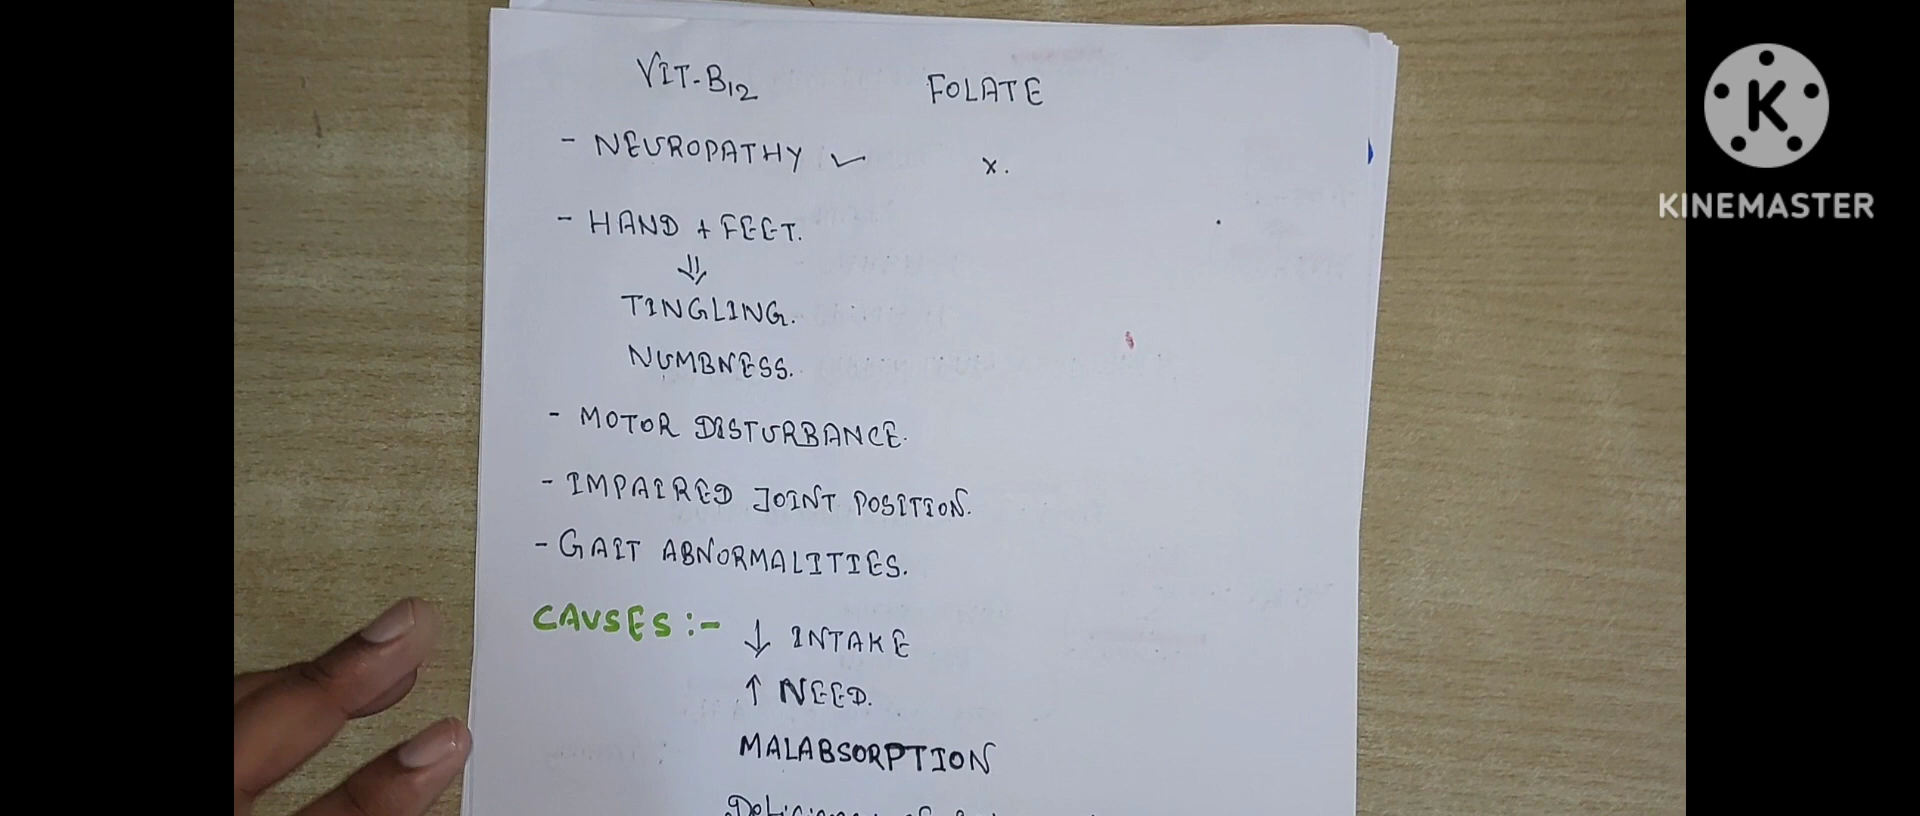 VIT-B12 FOLATE
- NEUROPATHY ✓ x.
- HAND + FEET.
⇓
TINGLING.
NUMBNESS.
- MOTOR DISTURBANCE.
- IMPAIRED JOINT POSITION.
- GAIT ABNORMALITIES.
CAUSES :- ↓ INTAKE
↑ NEED.
MALABSORPTION
K
KINEMASTER